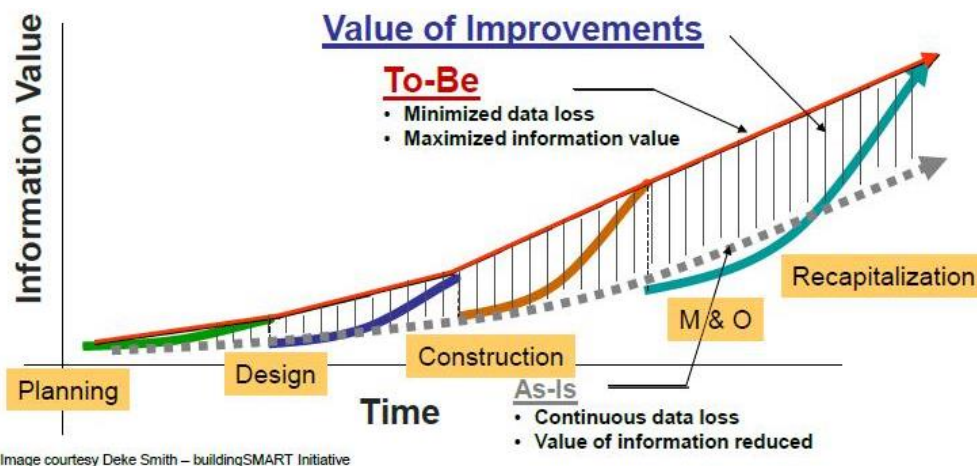 Value of Improvements
To-Be
• Minimized data loss
• Maximized information value
Information Value
Recapitalization
M & O
Construction
Design
Planning
As-Is
Time
• Continuous data loss
• Value of information reduced
Image courtesy Deke Smith – buildingSMART Initiative